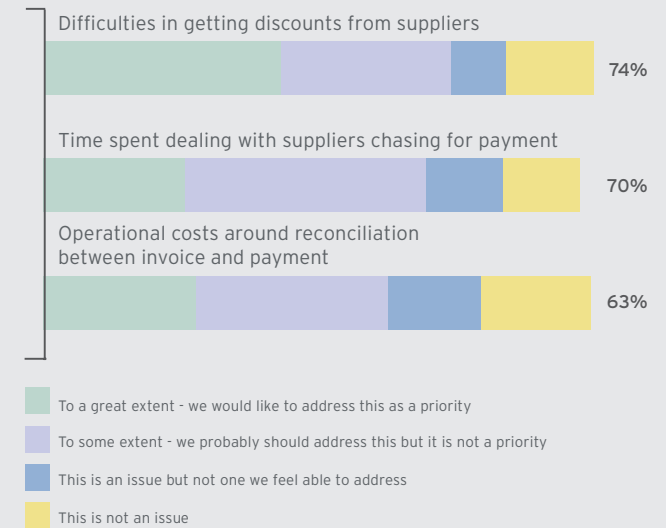 Difficulties in getting discounts from suppliers
74%
Time spent dealing with suppliers chasing for payment
70%
Operational costs around reconciliation
between invoice and payment
63%
To a great extent - we would like to address this as a priority
To some extent - we probably should address this but it is not a priority
This is an issue but not one we feel able to address
This is not an issue